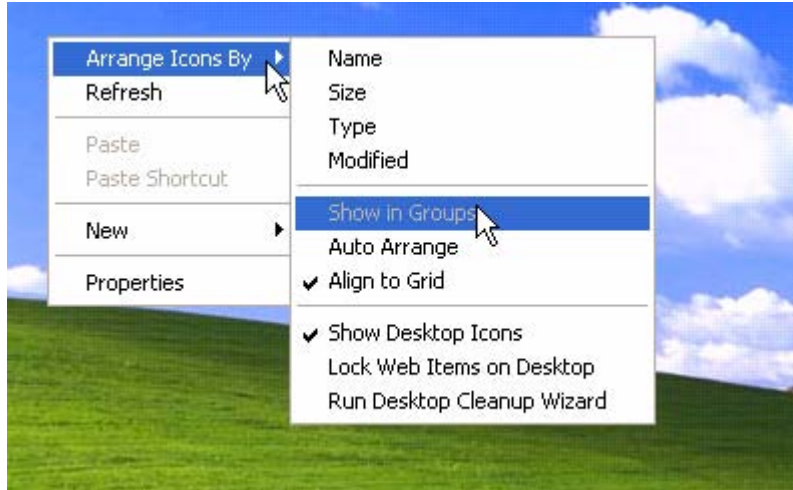 Arrange Icons By
Refresh
Paste
Paste Shortcut
New
Properties
Name
Size
Type
Modified
Show in Groups
Auto Arrange
Align to Grid
Show Desktop Icons
Lock Web Items on Desktop
Run Desktop Cleanup Wizard